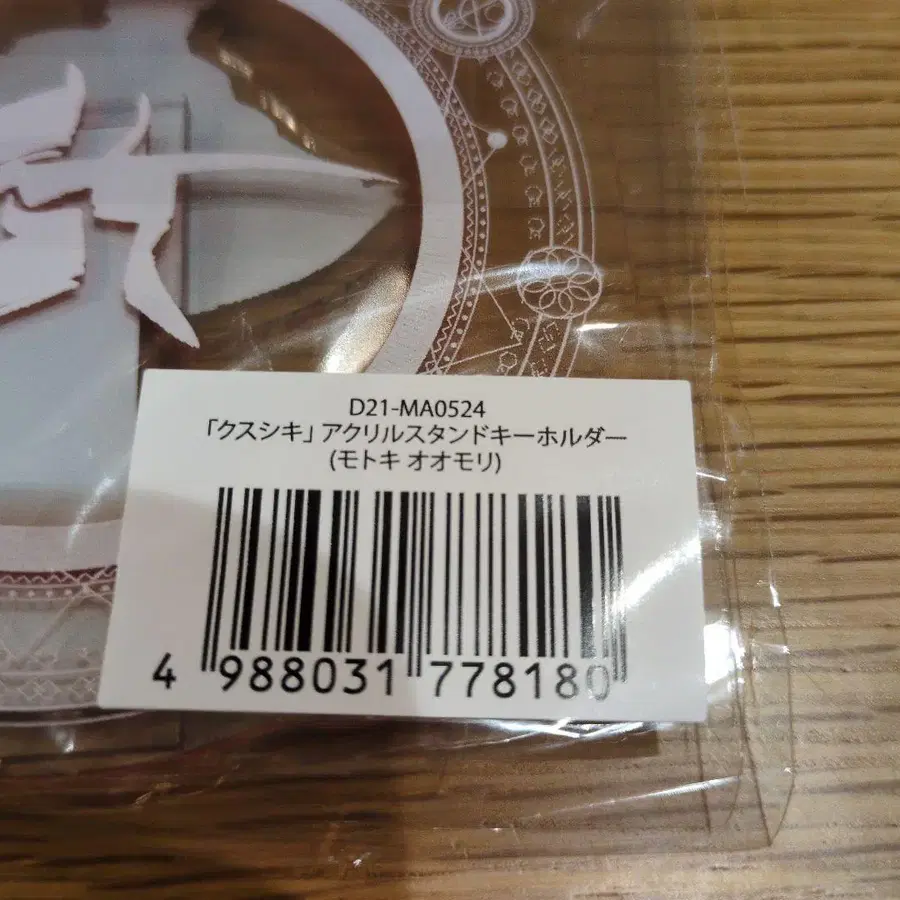 D21-MA0524
「クスシキ」アクリルスタンドキーホルダー
(モトキ オオモリ)
4 988031 778180